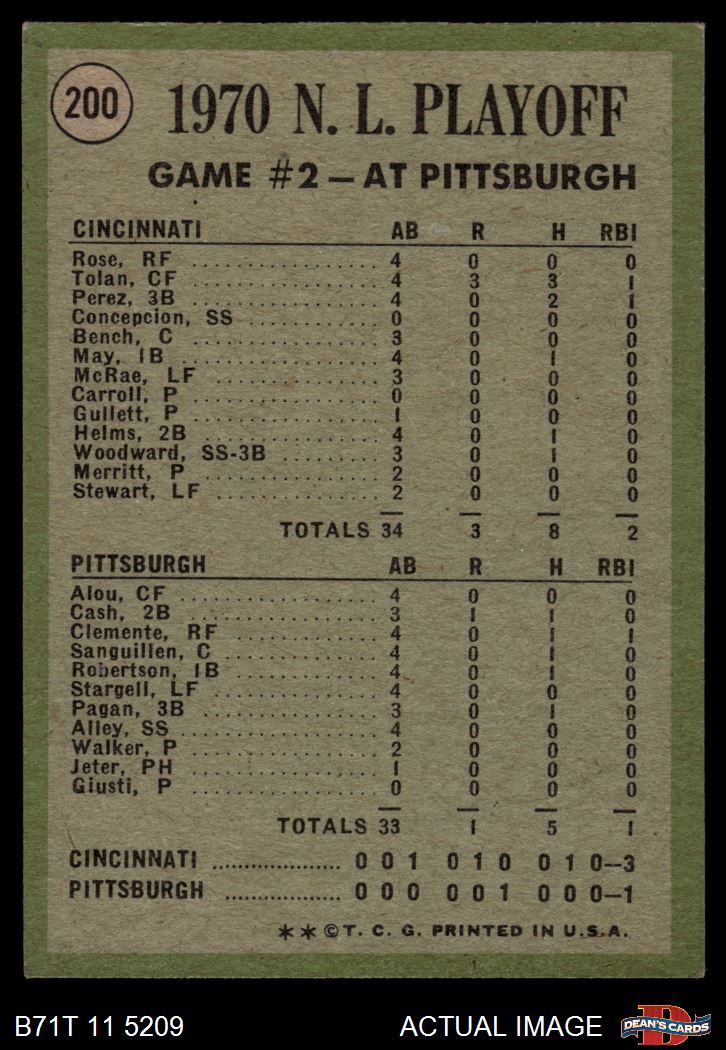 200
1970 N. L. PLAYOFF
GAME #2—AT PITTSBURGH
CINCINNATI AB R H RBI
Rose, RF .................... 4 0 0 0
Tolan, CF .................... 4 3 3 1
Perez, 3B .................... 4 0 2 1
Concepcion, SS ............ 0 0 0 0
Bench, C .................... 3 0 0 0
May, 1B .................... 4 0 1 0
McRae, LF ................ 3 0 0 0
Carroll, P .................. 0 0 0 0
Gullett, P .................. 1 0 0 0
Helms, 2B .................. 4 0 1 0
Woodward, SS-3B ......... 3 0 1 0
Merritt, P .................. 2 0 0 0
Stewart, LF ................ 2 0 0 0
TOTALS 34 3 8 2
PITTSBURGH AB R H RBI
Alou, CF .................... 4 0 0 0
Cash, 2B .................... 3 1 1 0
Clemente, RF ................ 4 0 1 1
Sanguillen, C ................ 4 0 1 0
Robertson, 1B ................ 4 0 1 0
Stargell, LF ................ 4 0 0 0
Pagan, 3B .................. 3 0 1 0
Alley, SS .................. 4 0 0 0
Walker, P .................. 2 0 0 0
Jeter, PH .................. 1 0 0 0
Giusti, P .................. 0 0 0 0
TOTALS 33 1 5 1
CINCINNATI .................... 0 0 1 0 1 0 0 1 0—3
PITTSBURGH .................. 0 0 0 0 0 1 0 0 0—1
**©T. C. G. PRINTED IN U.S.A.
B71T 11 5209 ACTUAL IMAGE DEAN'S CARDS